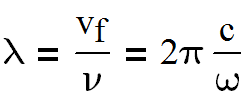 λ = v_f / ν = 2π c / ω